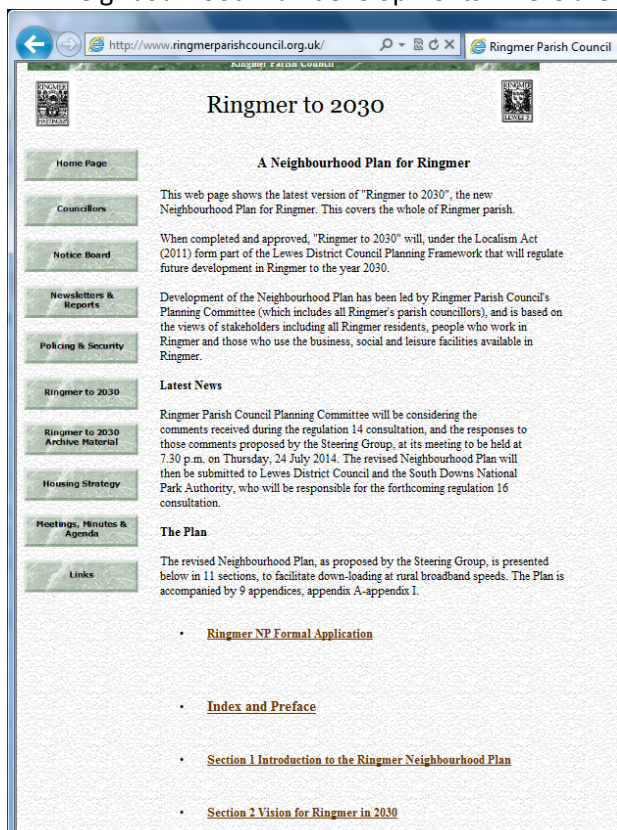 http://www.ringmerparishcouncil.org.uk/
Ringmer Parish Council
Ringmer Parish Council
RINGMER
Ringmer to 2030
Home Page
Councillors
Notice Board
Newsletters &
Reports
Policing & Security
Ringmer to 2030
Ringmer to 2030
Archive Material
Housing Strategy
Meetings, Minutes &
Agenda
Links
A Neighbourhood Plan for Ringmer
This web page shows the latest version of "Ringmer to 2030", the new
Neighbourhood Plan for Ringmer. This covers the whole of Ringmer parish.
When completed and approved, "Ringmer to 2030" will, under the Localism Act
(2011) form part of the Lewes District Council Planning Framework that will regulate
future development in Ringmer to the year 2030.
Development of the Neighbourhood Plan has been led by Ringmer Parish Council's
Planning Committee (which includes all Ringmer's parish councillors), and is based on
the views of stakeholders including all Ringmer residents, people who work in
Ringmer and those who use the business, social and leisure facilities available in
Ringmer.
Latest News
Ringmer Parish Council Planning Committee will be considering the
comments received during the regulation 14 consultation, and the responses to
those comments proposed by the Steering Group, at its meeting to be held at
7.30 p.m. on Thursday, 24 July 2014. The revised Neighbourhood Plan will
then be submitted to Lewes District Council and the South Downs National
Park Authority, who will be responsible for the forthcoming regulation 16
consultation.
The Plan
The revised Neighbourhood Plan, as proposed by the Steering Group, is presented
below in 11 sections, to facilitate down-loading at rural broadband speeds. The Plan is
accompanied by 9 appendices, appendix A-appendix I.
• Ringmer NP Formal Application
• Index and Preface
• Section 1 Introduction to the Ringmer Neighbourhood Plan
• Section 2 Vision for Ringmer in 2030